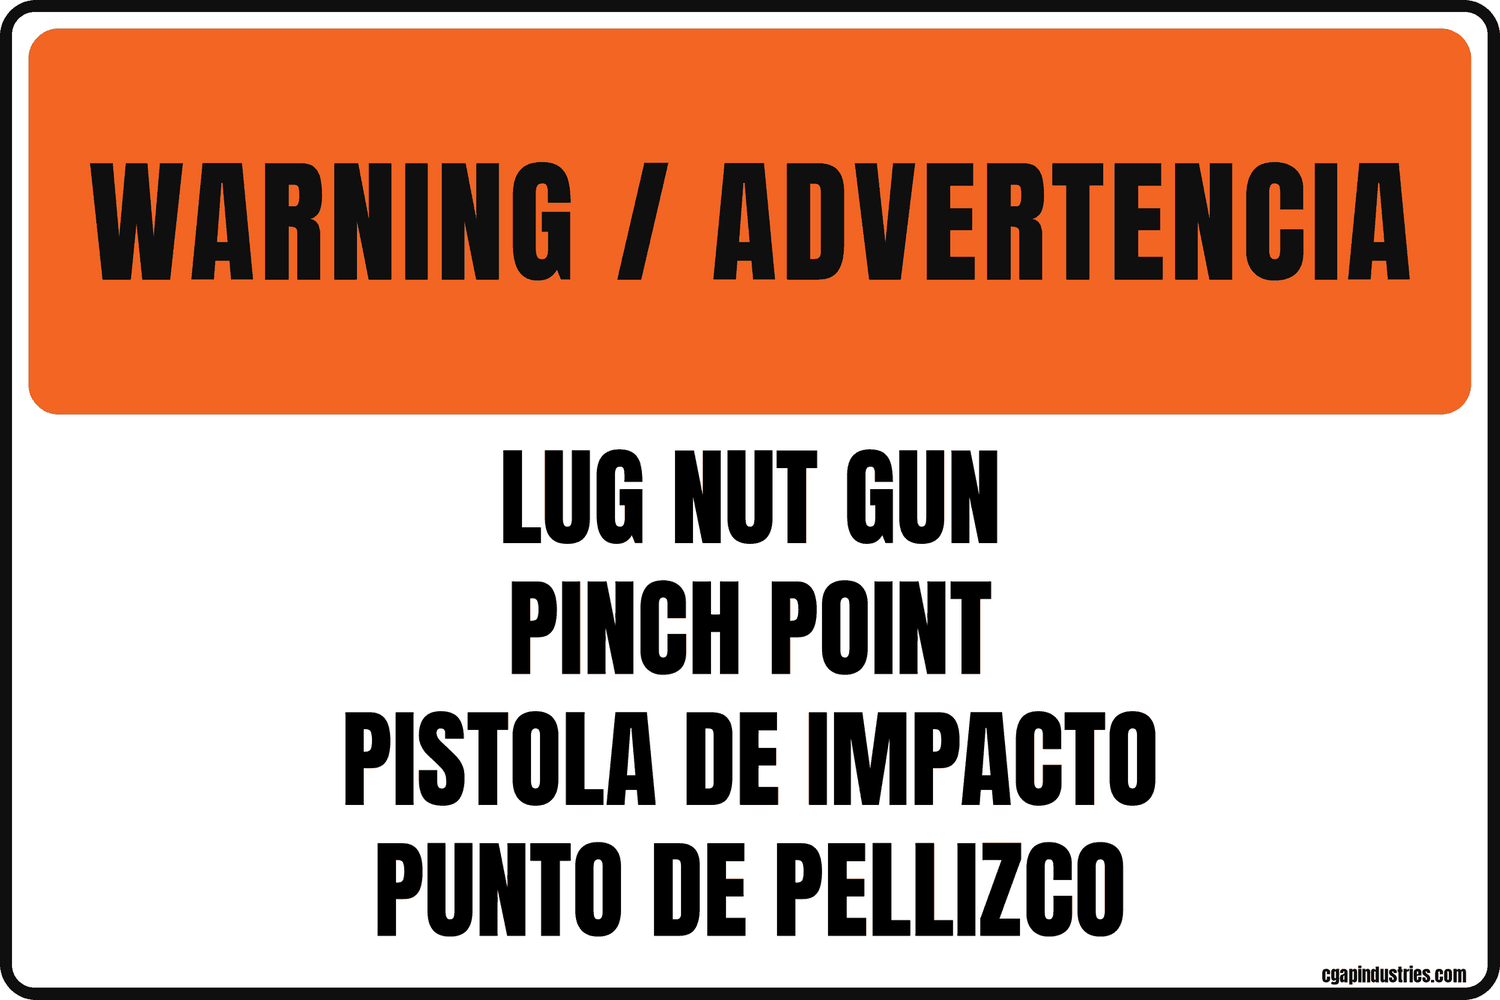 WARNING / ADVERTENCIA
LUG NUT GUN
PINCH POINT
PISTOLA DE IMPACTO
PUNTO DE PELLIZCO
cgapindustries.com